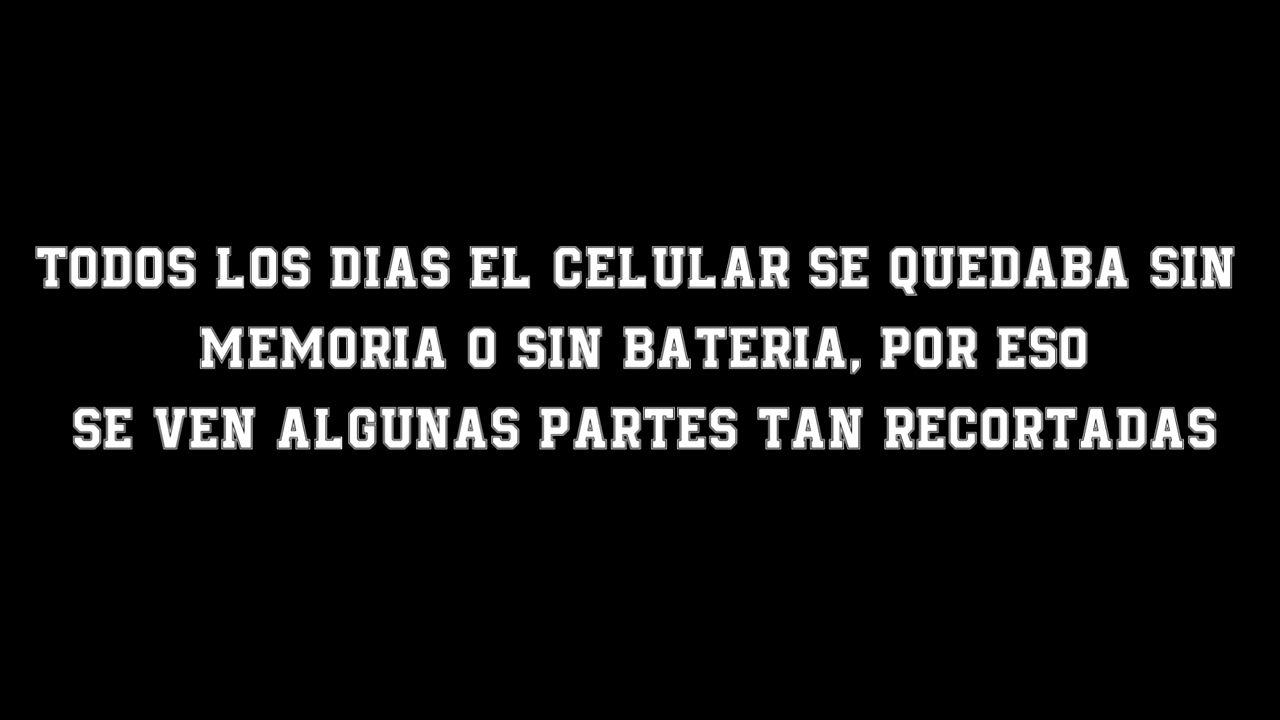 TODOS LOS DIAS EL CELULAR SE QUEDABA SIN
MEMORIA O SIN BATERIA, POR ESO
SE VEN ALGUNAS PARTES TAN RECORTADAS